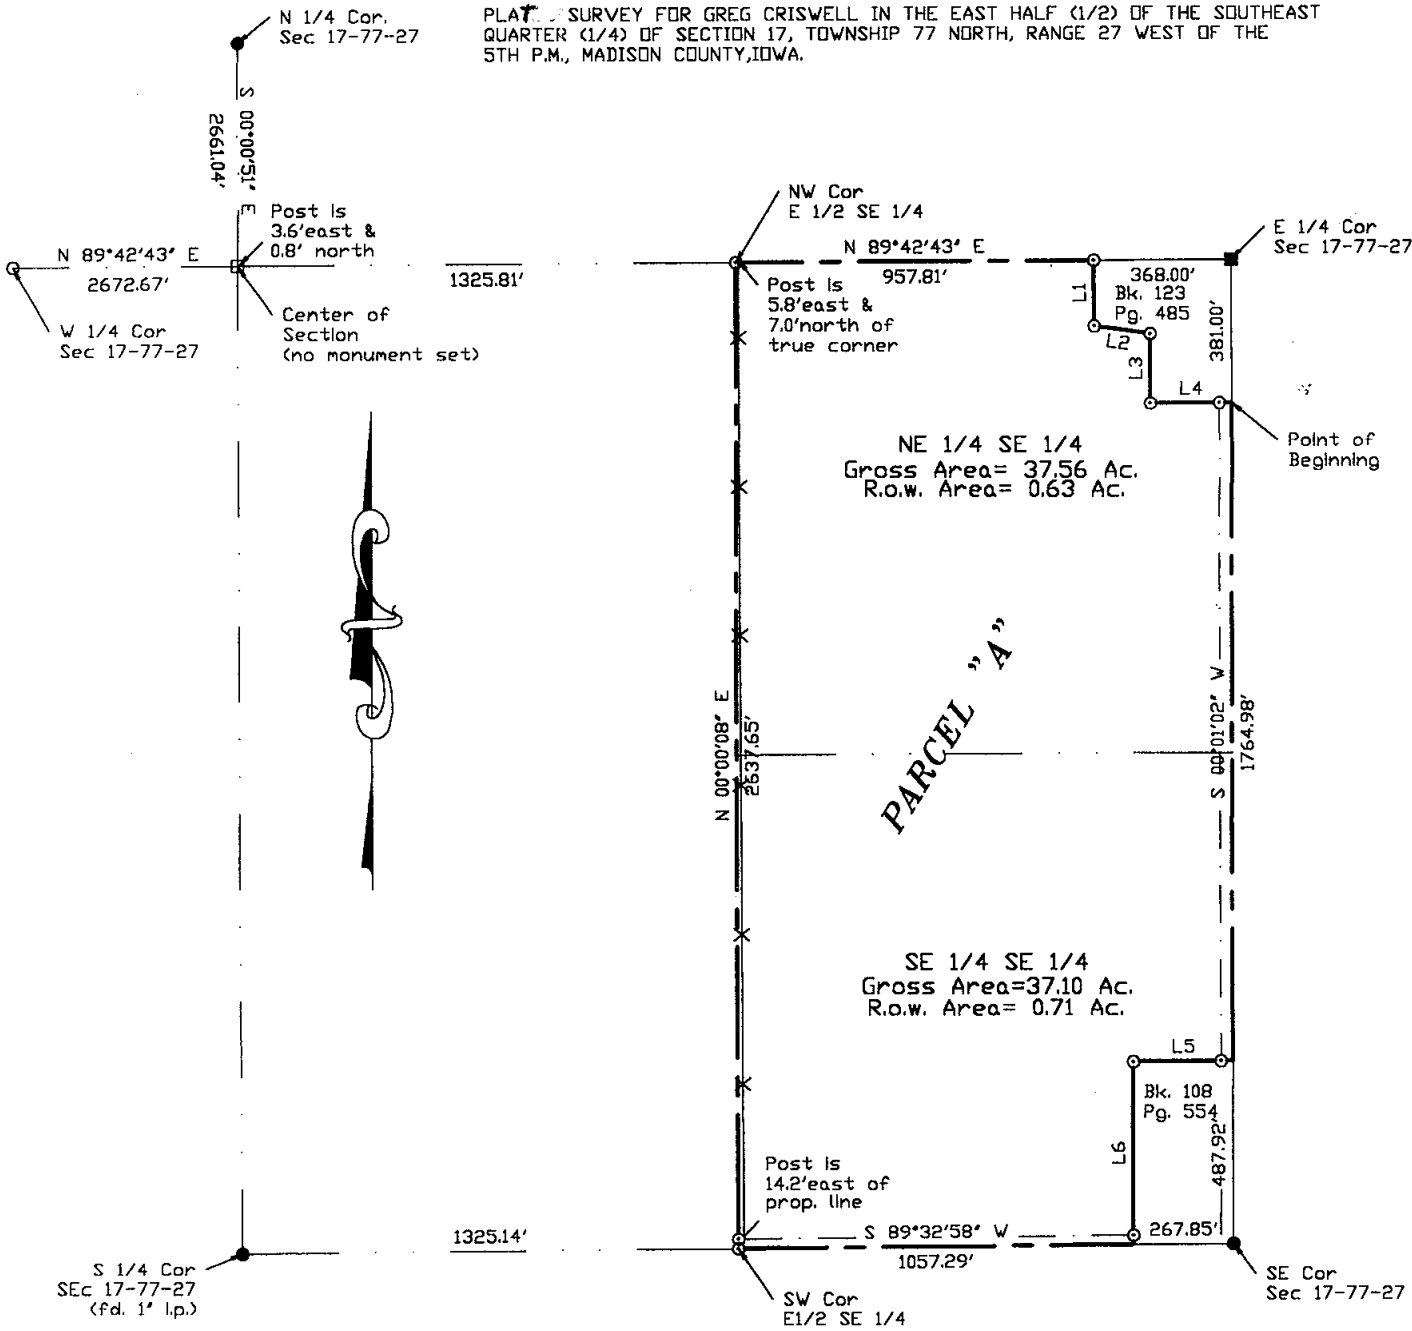 PLAT SURVEY FOR GREG CRISWELL IN THE EAST HALF (1/2) OF THE SOUTHEAST
QUARTER (1/4) OF SECTION 17, TOWNSHIP 77 NORTH, RANGE 27 WEST OF THE
5TH P.M., MADISON COUNTY,IOWA.
N 1/4 Cor.
Sec 17-77-27
S 00°00'51" E
2661.04'
Post is
3.6'east &
0.8' north
N 89°42'43" E
2672.67'
W 1/4 Cor
Sec 17-77-27
Center of
Section
(no monument set)
1325.81'
NW Cor
E 1/2 SE 1/4
N 89°42'43" E
957.81'
Post is
5.8'east &
7.0'north of
true corner
E 1/4 Cor
Sec 17-77-27
368.00'
Bk. 123
Pg. 485
381.00'
L1
L2
L3
L4
Point of
Beginning
NE 1/4 SE 1/4
Gross Area= 37.56 Ac.
R.o.w. Area= 0.63 Ac.
PARCEL "A"
N 00°00'08" E
2637.65'
S 00°01'02" W
1764.98'
SE 1/4 SE 1/4
Gross Area=37.10 Ac.
R.o.w. Area= 0.71 Ac.
L5
Bk. 108
Pg. 554
L6
487.92'
Post is
14.2'east of
prop. line
S 89°32'58" W
1057.29'
267.85'
1325.14'
S 1/4 Cor
SEc 17-77-27
(fd. 1" i.p.)
SW Cor
E1/2 SE 1/4
SE Cor
Sec 17-77-27